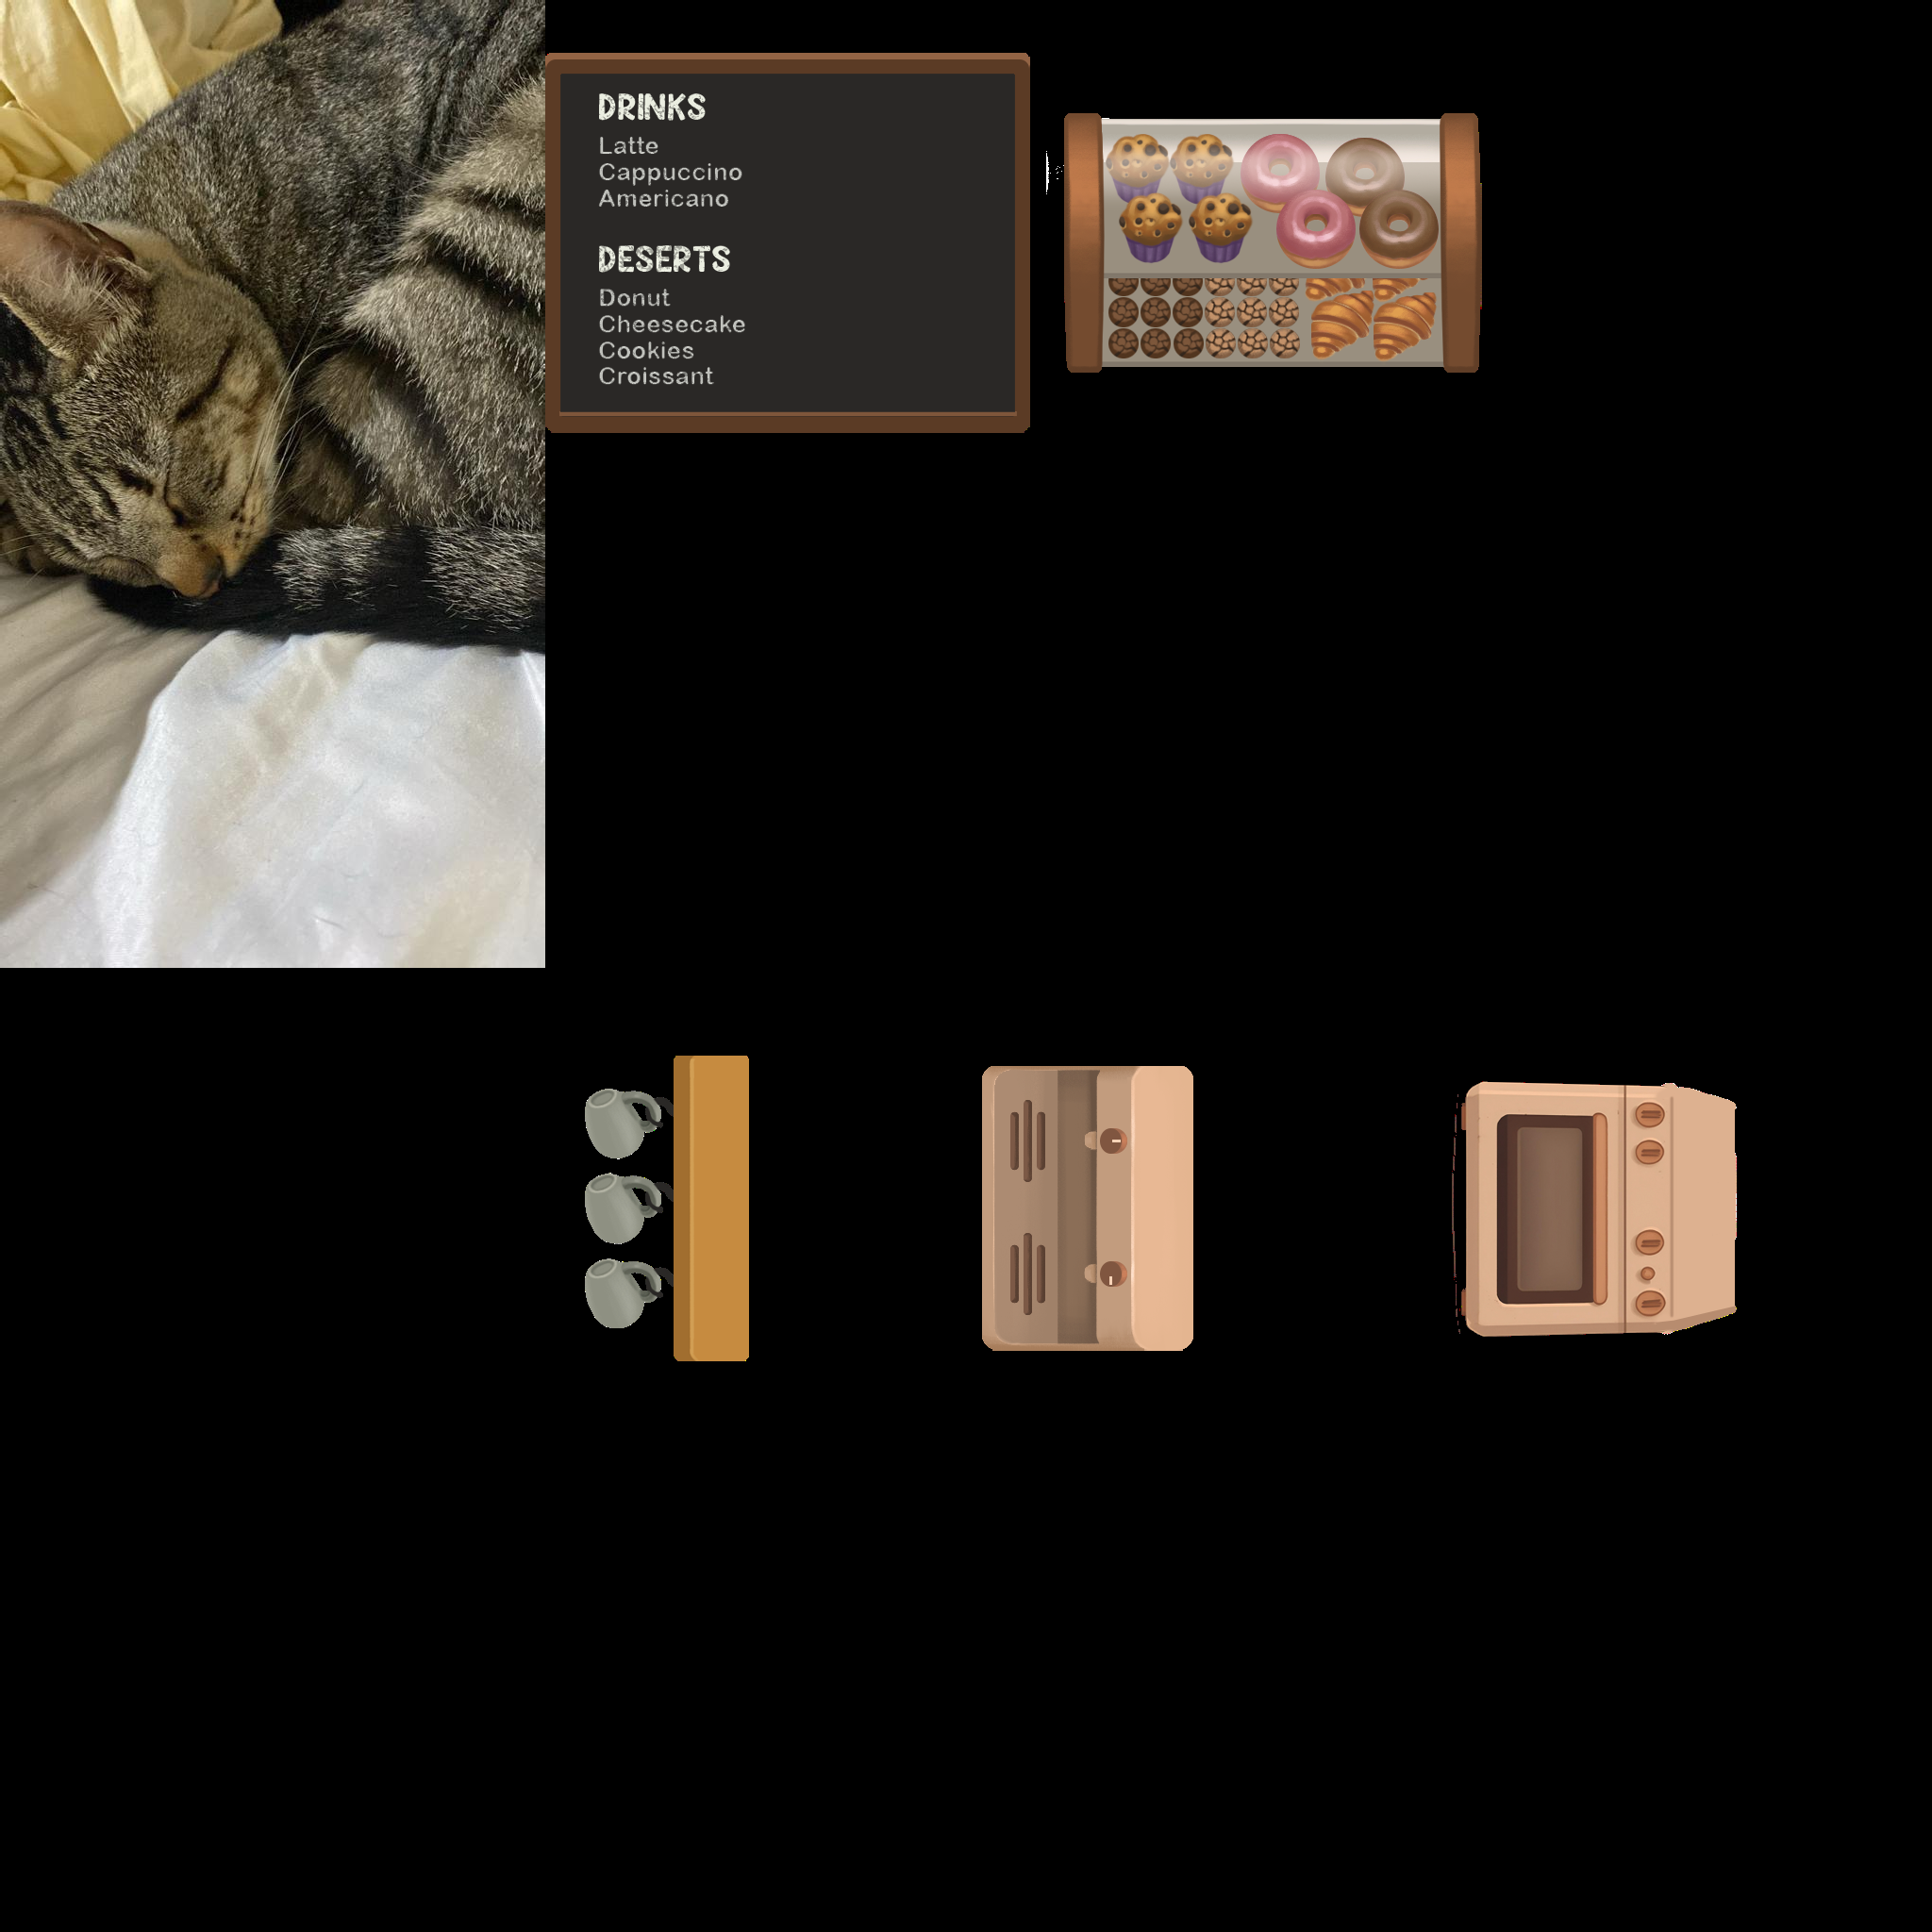 DRINKS
Latte
Cappuccino
Americano
DESERTS
Donut
Cheesecake
Cookies
Croissant